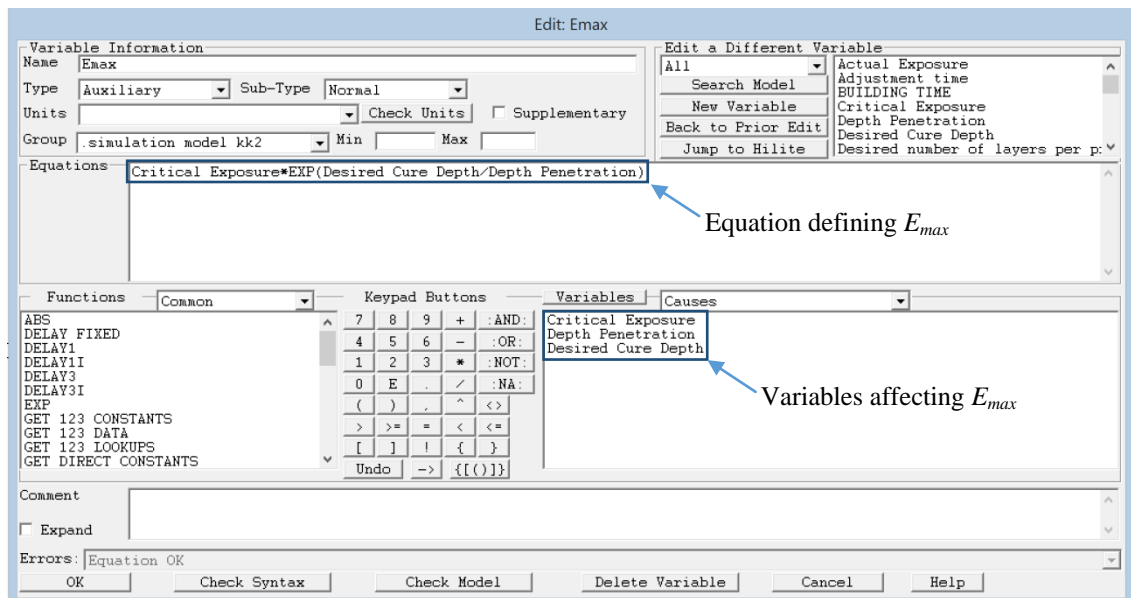 Edit: Emax
Variable Information
Edit a Different Variable
Name Emax
All
Actual Exposure
Adjustment time
BUILDING TIME
Critical Exposure
Depth Penetration
Desired Cure Depth
Desired number of layers per p:
Type Auxiliary Sub-Type Normal
Search Model
Units Check Units Supplementary
New Variable
Back to Prior Edit
Group .simulation model kk2 Min Max
Jump to Hilite
Equations
Critical Exposure*EXP(Desired Cure Depth/Depth Penetration)
Equation defining Emax
Functions Common
Keypad Buttons
Variables Causes
ABS
DELAY FIXED
DELAY1
DELAY1I
DELAY3
DELAY3I
EXP
GET 123 CONSTANTS
GET 123 DATA
GET 123 LOOKUPS
GET DIRECT CONSTANTS
7 8 9 + :AND:
4 5 6 - :OR:
1 2 3 * :NOT:
0 E . / :NA:
( ) , ^ <>
> >= = < <=
[ ] ! { }
Undo -> {[()]}
Critical Exposure
Depth Penetration
Desired Cure Depth
Variables affecting Emax
Comment
Expand
Errors: Equation OK
OK Check Syntax Check Model Delete Variable Cancel Help